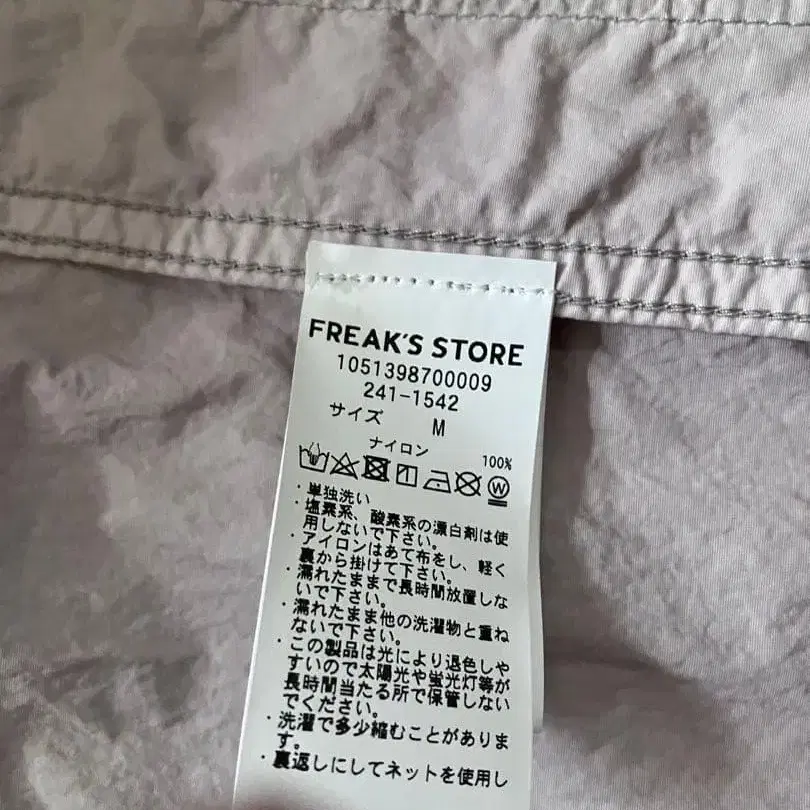 FREAK'S STORE
1051398700009
241-1542
サイズ M
ナイロン 100%
W
・単独洗い
・塩素系、酸素系の漂白剤は使
用しないで下さい。
・アイロンはあて布をし、軽く
裏から掛けて下さい。
・濡れたままで長時間放置しな
いで下さい。
・濡れたまま他の洗濯物と重ね
ないで下さい。
・この製品は光により退色しや
すいので太陽光や蛍光灯等が
長時間当たる所で保管しない
でください。
・洗濯で多少縮むことがありま
す。
・裏返しにしてネットを使用し